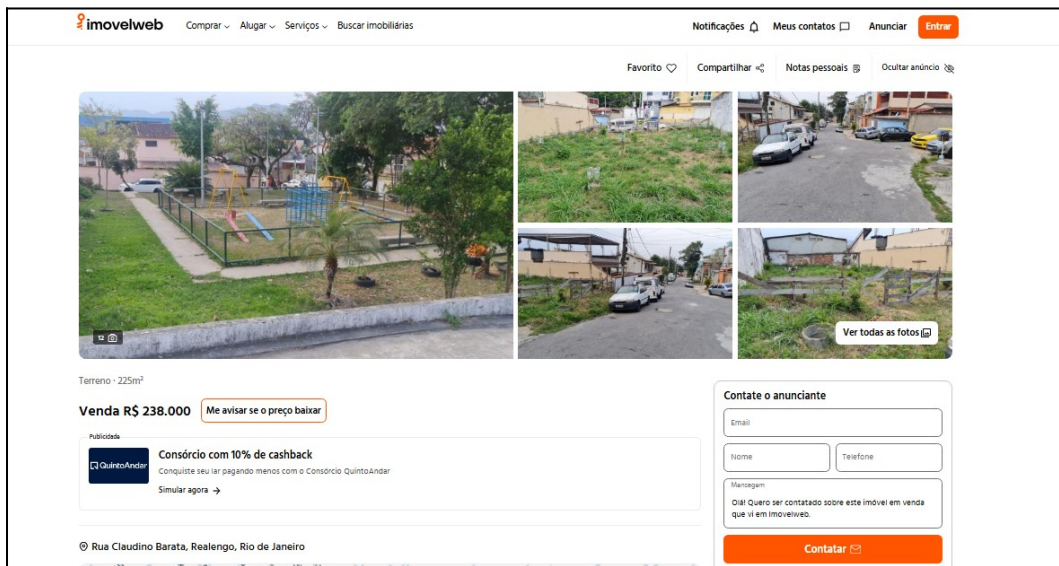 imovelweb Comprar Alugar Serviços Buscar imobiliárias Notificações Meus contatos Anunciar Entrar
Favorito Compartilhar Notas pessoais Ocultar anúncio
12
Ver todas as fotos
Terreno · 225m²
Venda R$ 238.000 Me avisar se o preço baixar
Publicidade
QuintoAndar
Consórcio com 10% de cashback
Conquiste seu lar pagando menos com o Consórcio QuintoAndar
Simular agora →
Rua Claudino Barata, Realengo, Rio de Janeiro
Contate o anunciante
Email
Nome Telefone
Mensagem
Olá! Quero ser contatado sobre este imóvel em venda
que vi em Imovelweb.
Contatar